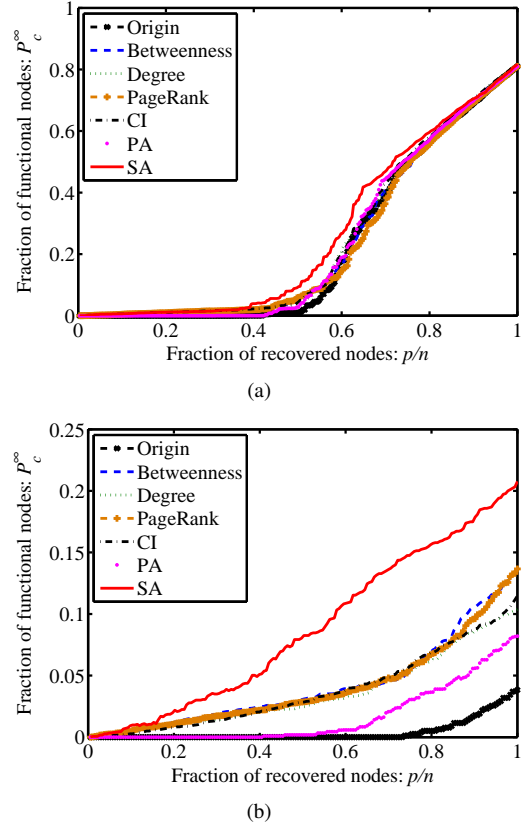 1
Origin
Betweenness
Degree
PageRank
CI
PA
SA
0.8
0.6
0.4
0.2
0
Fraction of functional nodes: P_c^∞
0 0.2 0.4 0.6 0.8 1
Fraction of recovered nodes: p/n
(a)
0.25
Origin
Betweenness
Degree
PageRank
CI
PA
SA
0.2
0.15
0.1
0.05
0
Fraction of functional nodes: P_c^∞
0 0.2 0.4 0.6 0.8 1
Fraction of recovered nodes: p/n
(b)